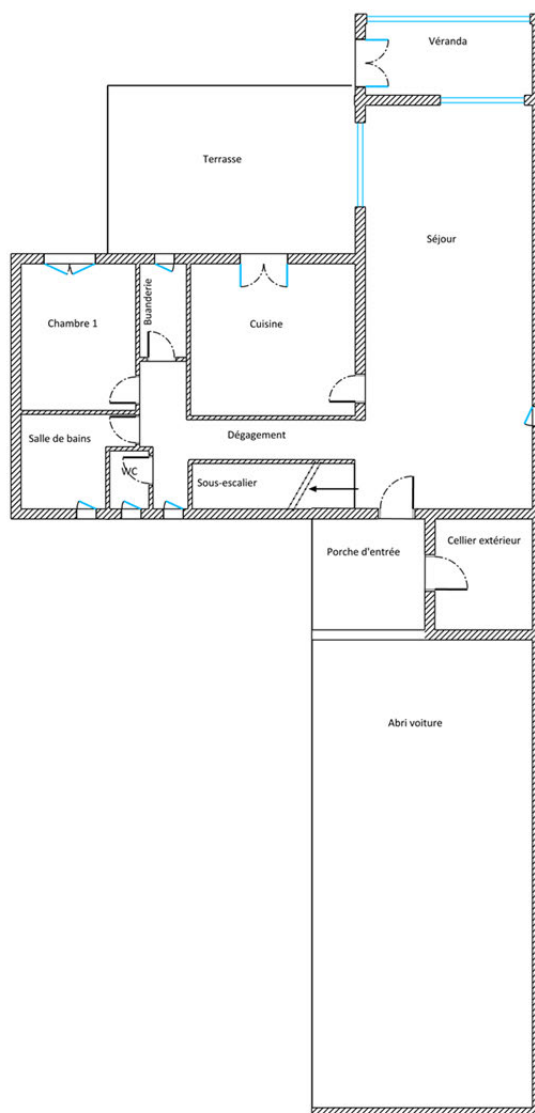 Véranda
Terrasse
Séjour
Chambre 1
Buanderie
Cuisine
Salle de bains
Dégagement
WC
Sous-escalier
Porche d'entrée
Cellier extérieur
Abri voiture